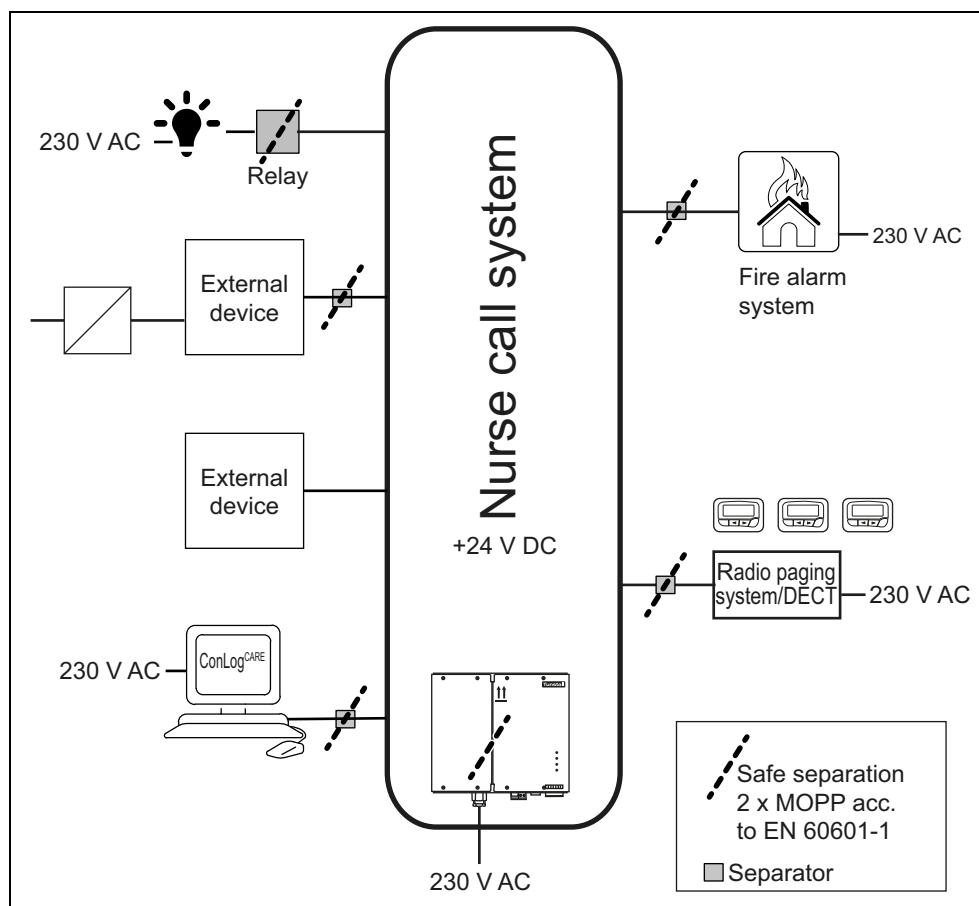 230 V AC
Relay
External
device
External
device
230 V AC
ConLogCARE
Nurse call system
+24 V DC
230 V AC
230 V AC
Fire alarm
system
Radio paging
system/DECT
230 V AC
Safe separation
2 x MOPP acc.
to EN 60601-1
Separator